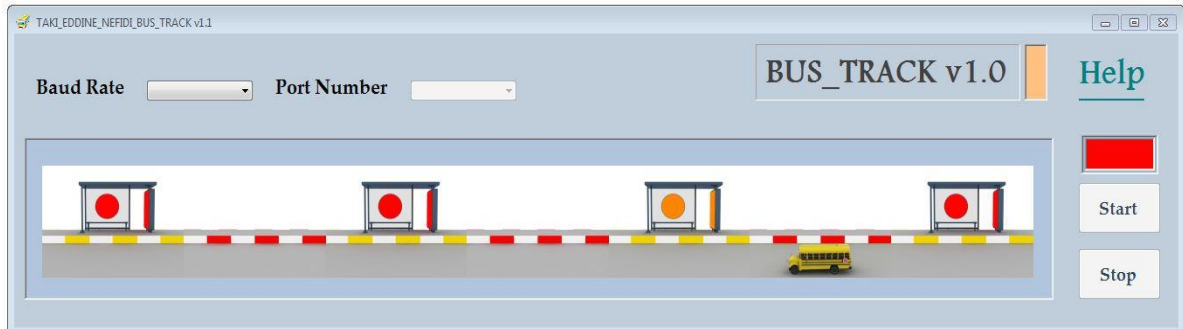 TAKI_EDDINE_NEFIDI_BUS_TRACK v1.1
BUS_TRACK v1.0
Help
Baud Rate
Port Number
Start
Stop